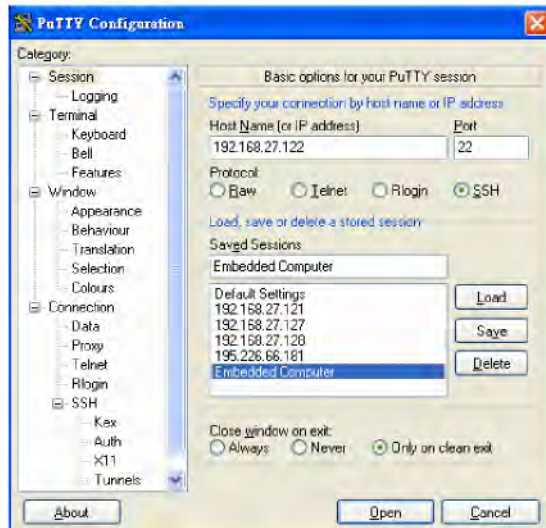 PuTTY Configuration
Category:
Session
Logging
Terminal
Keyboard
Bell
Features
Window
Appearance
Behaviour
Translation
Selection
Colours
Connection
Data
Proxy
Telnet
Rlogin
SSH
Kex
Auth
X11
Tunnels
Basic options for your PuTTY session
Specify your connection by host name or IP address
Host Name (or IP address)
Port
192.168.27.122
22
Protocol:
Raw
Telnet
Rlogin
SSH
Load, save or delete a stored session
Saved Sessions
Embedded Computer
Default Settings
192.168.27.121
192.168.27.127
192.168.27.128
195.226.66.181
Embedded Computer
Load
Save
Delete
Close window on exit:
Always
Never
Only on clean exit
About
Open
Cancel